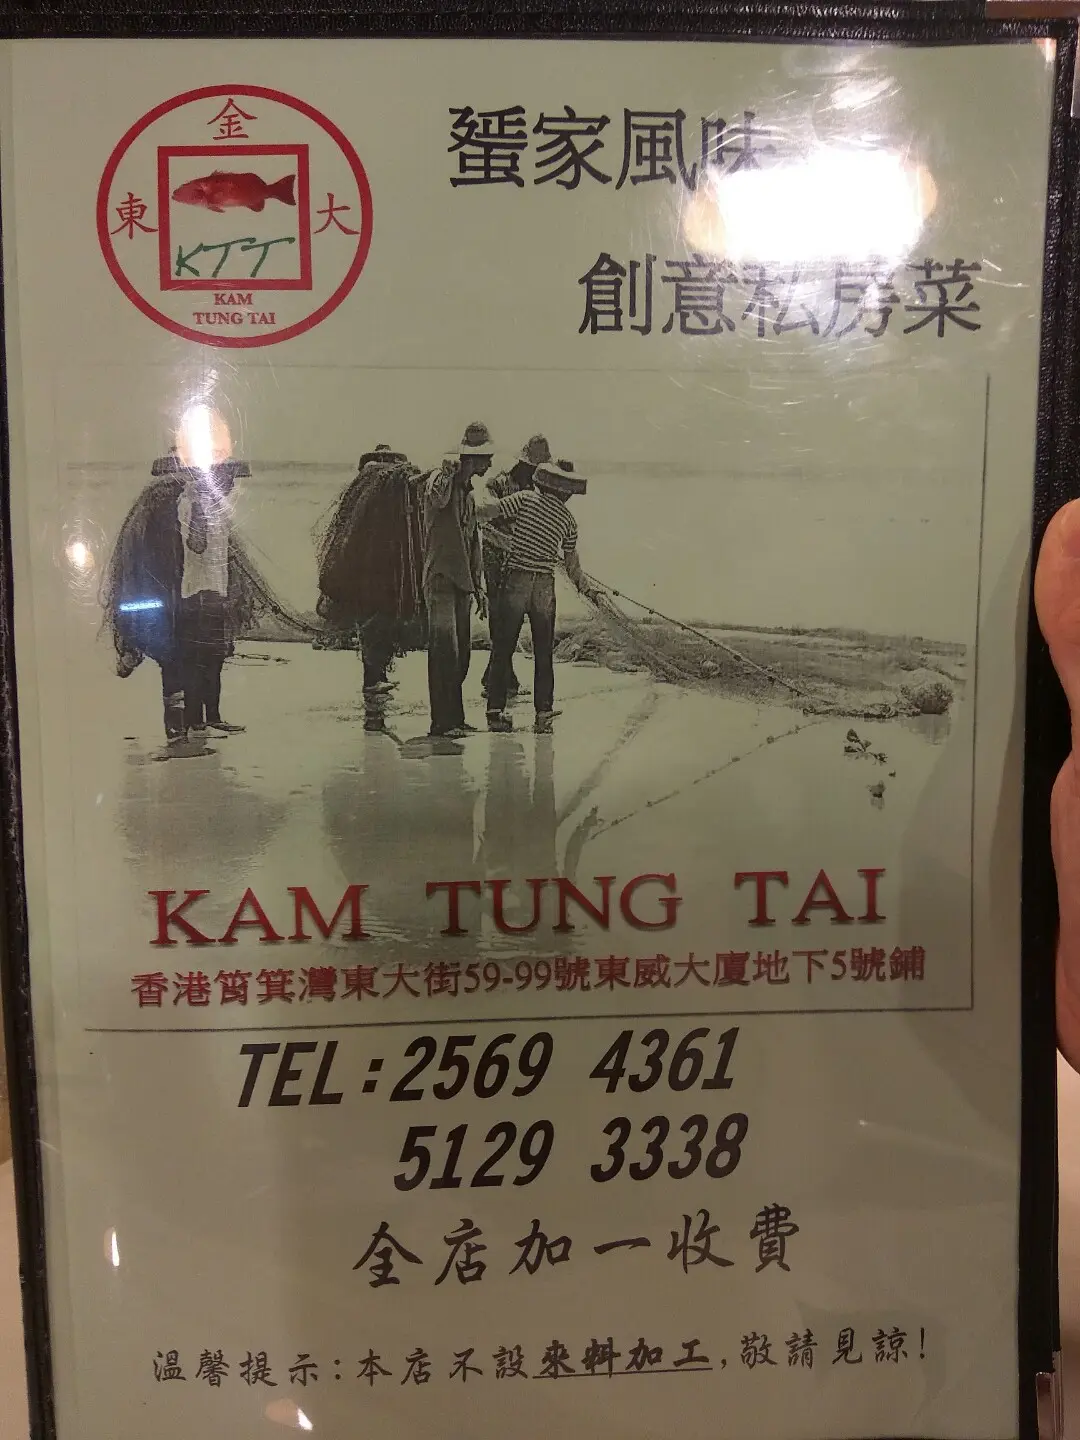 金
東 大
KTT
KAM
TUNG TAI
蜑家風味
創意私房菜
KAM TUNG TAI
香港筲箕灣東大街59-99號東威大廈地下5號鋪
TEL:2569 4361
5129 3338
全店加一收費
溫馨提示:本店不設來料加工,敬請見諒!